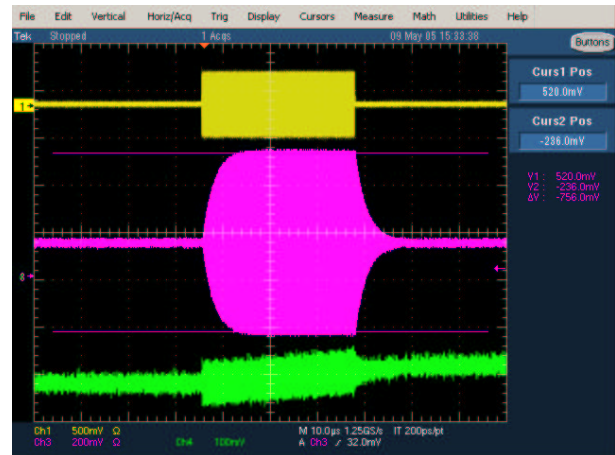 File Edit Vertical Horiz/Acq Trig Display Cursors Measure Math Utilities Help
Tek Stopped 1 Acqs 09 May 05 15:33:38 Buttons
Curs1 Pos
520.0mV
Curs2 Pos
-236.0mV
V1: 520.0mV
V2: -236.0mV
ΔV: -756.0mV
1
Ch1 500mV Ω M 10.0µs 1.25GS/s IT 200ps/pt
Ch3 200mV Ω Ch4 100mV A Ch3 32.0mV